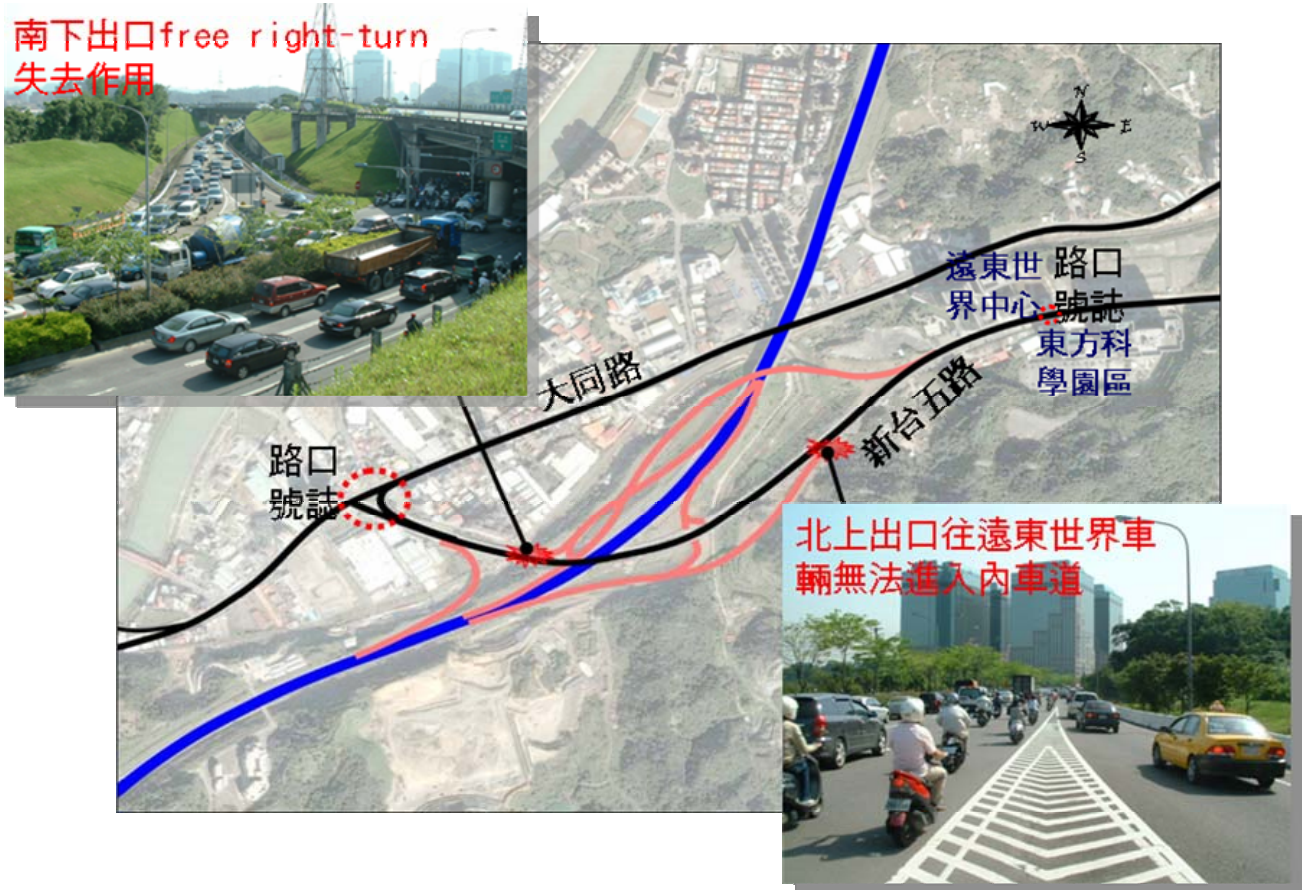 南下出口free right-turn
失去作用
N
W
E
S
遠東世
界中心
路口
號誌
東方科
學園區
大同路
新台五路
路口
號誌
北上出口往遠東世界車
輛無法進入內車道